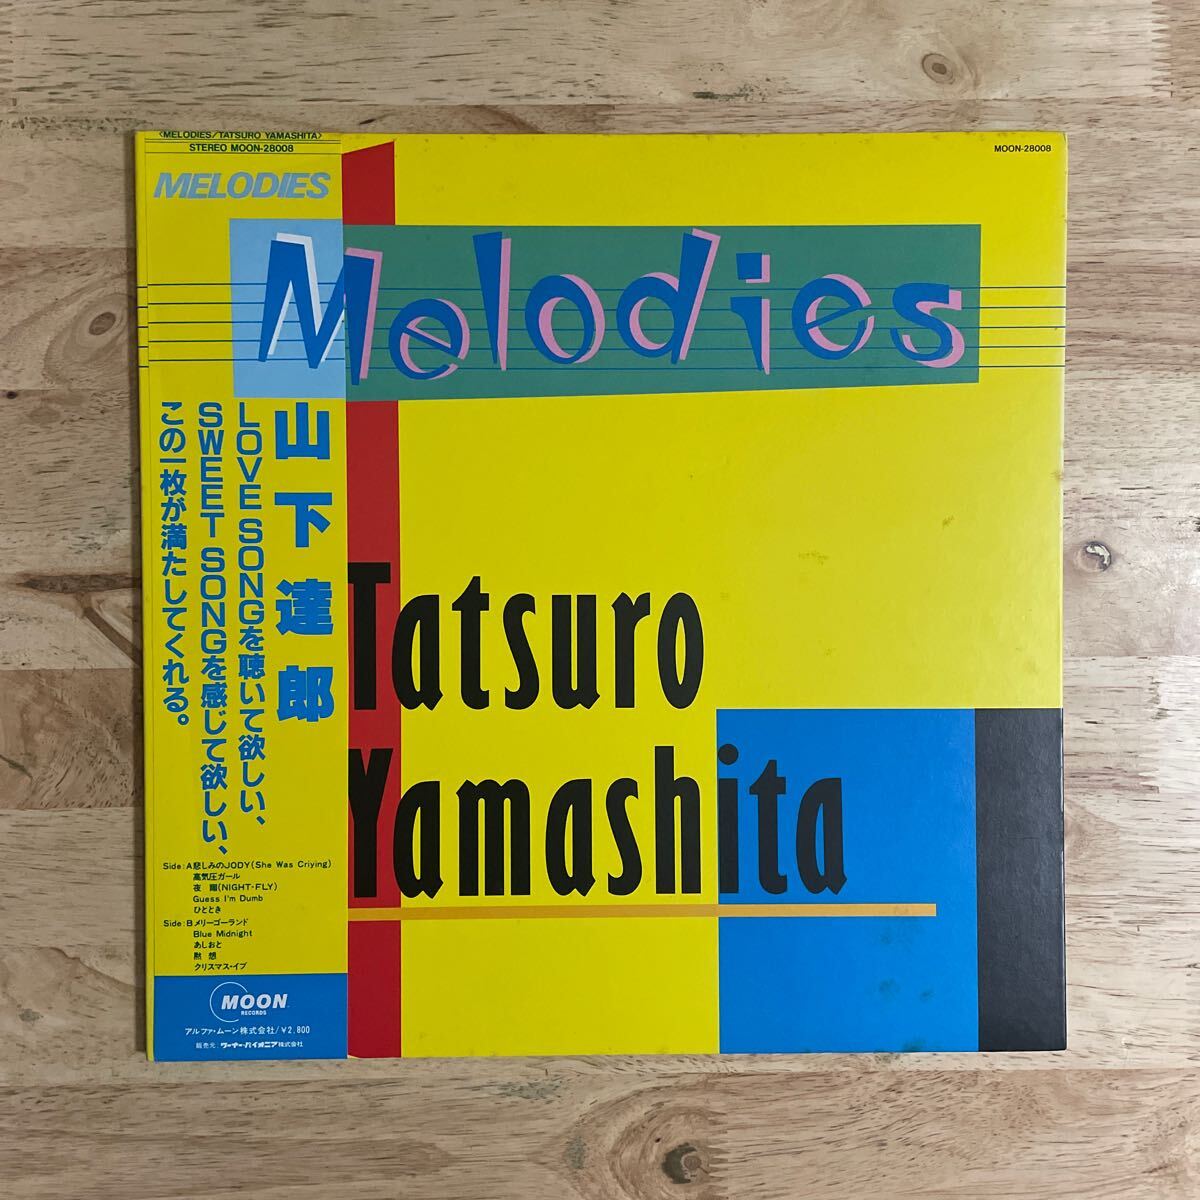 <MELODIES/TATSURO YAMASHITA>
STEREO MOON-28008
MELODIES
MOON-28008
Melodies
山下達郎
LOVE SONGを聴いて欲しい、
SWEET SONGを感じて欲しい、
この一枚が満たしてくれる。
Tatsuro
Yamashita
Side:A悲しみのJODY(She Was Criying)
高気圧ガール
夜翔(NIGHT-FLY)
Guess I'm Dumb
ひととき
Side:Bメリー・ゴー・ランド
Blue Midnight
あしおと
黙想
クリスマス・イブ
MOON
RECORDS
アルファ・ムーン株式会社/¥2,800
販売元:ワーナー・パイオニア株式会社